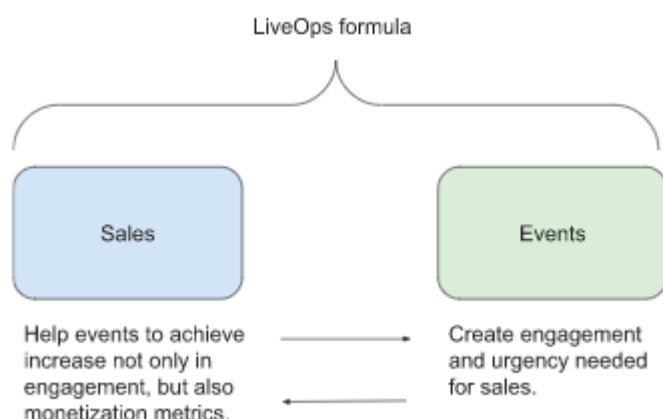 LiveOps formula
Sales
Events
Help events to achieve
increase not only in
engagement, but also
monetization metrics.
Create engagement
and urgency needed
for sales.